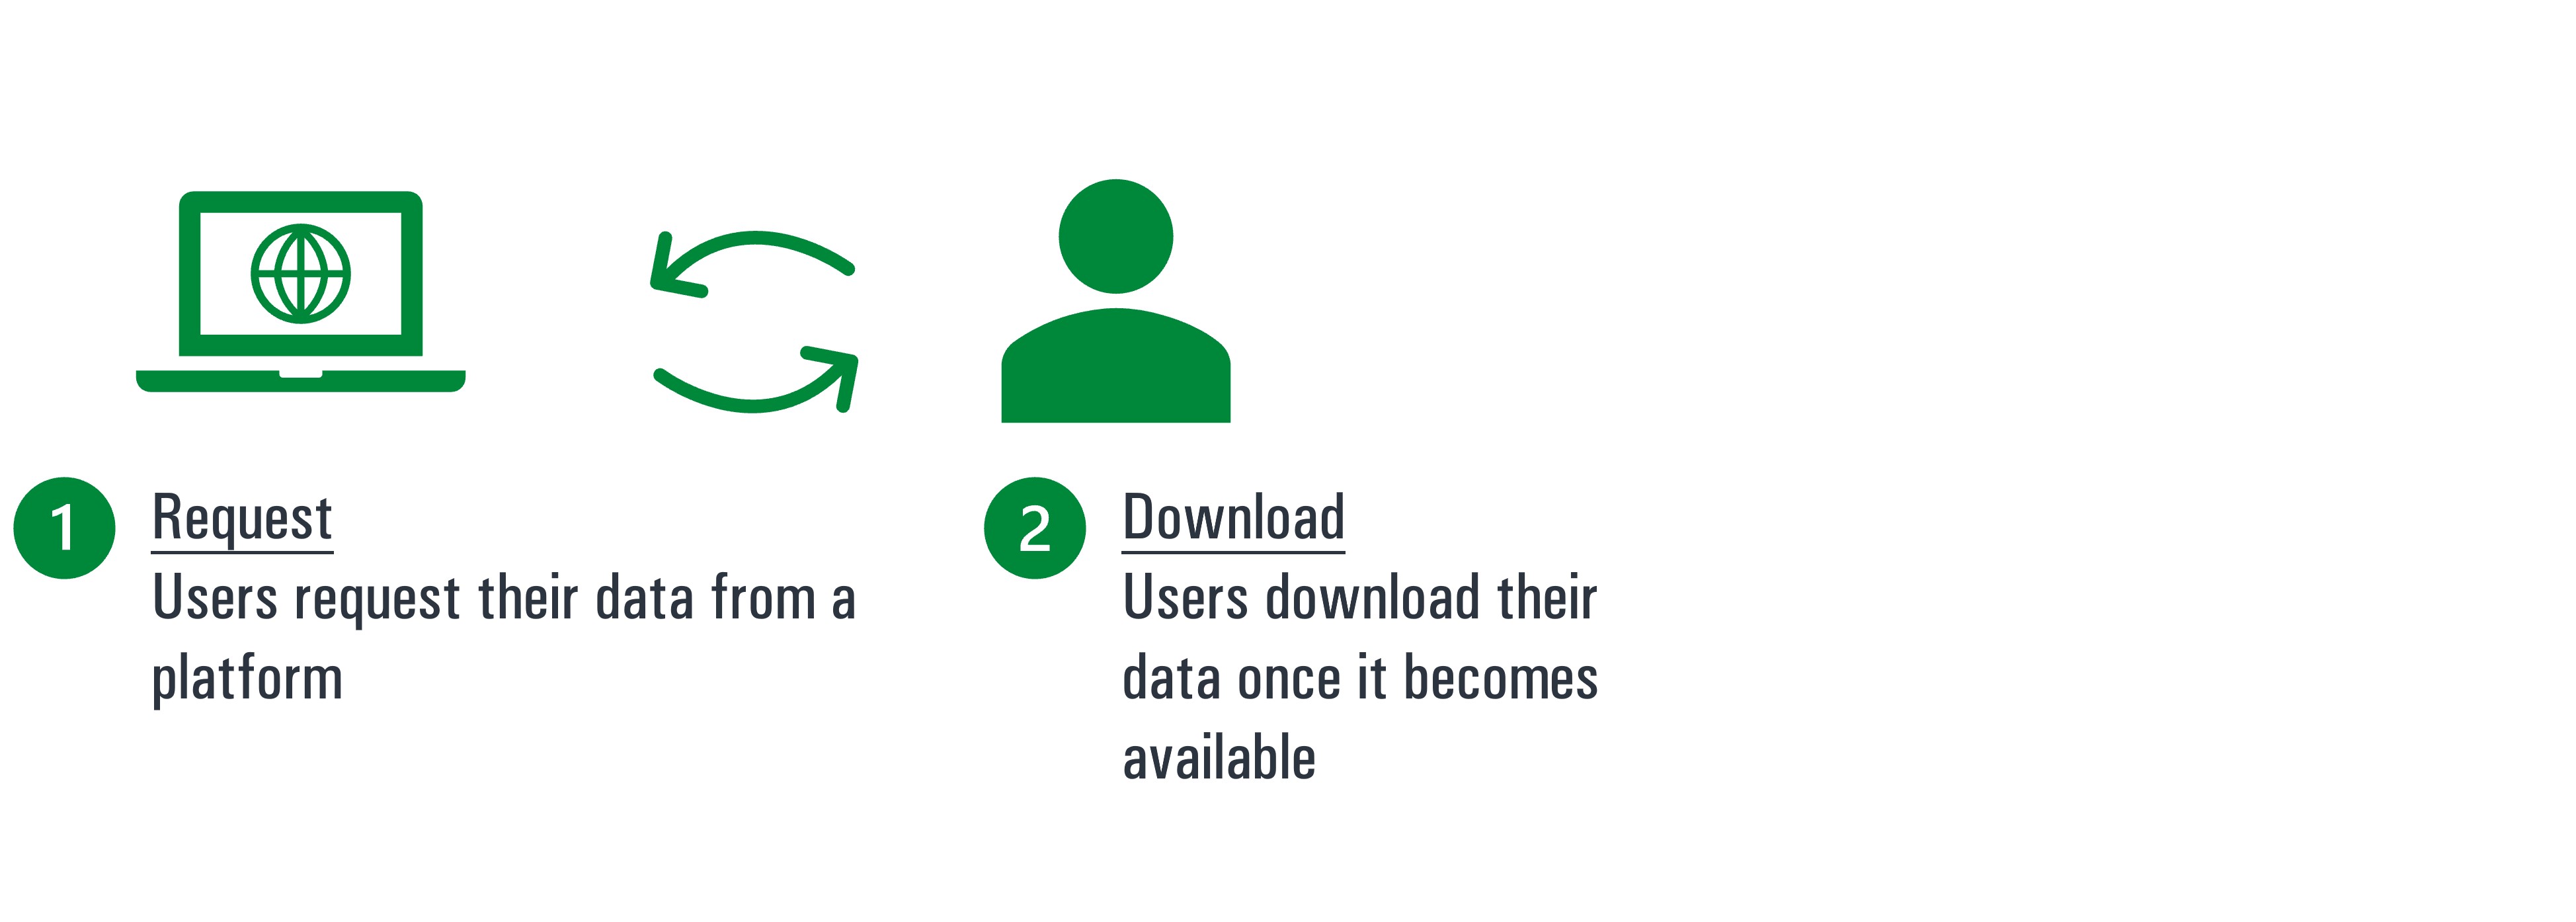 1
Request
Users request their data from a
platform
2
Download
Users download their
data once it becomes
available